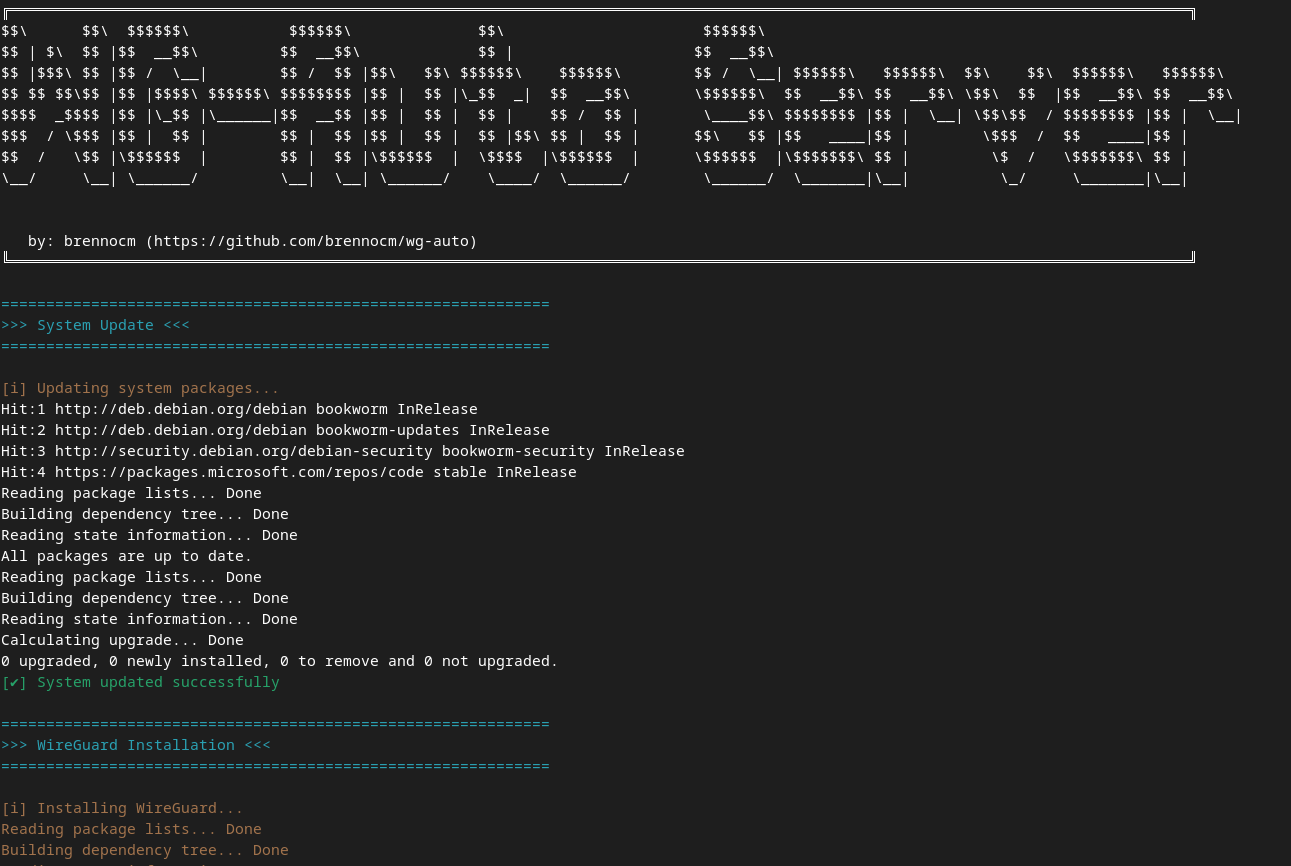 ╔════════════════════════════════════════════════════════════════════════════════════════════════════════════════════════════════════╗
$$\      $$\  $$$$$$\           $$$$$$\              $$\                      $$$$$$\
$$ | $\  $$ |$$  __$$\         $$  __$$\             $$ |                    $$  __$$\
$$ |$$$\ $$ |$$ /  \__|        $$ /  $$ |$$\   $$\ $$$$$$\    $$$$$$\        $$ /  \__| $$$$$$\   $$$$$$\  $$\    $$\  $$$$$$\   $$$$$$\
$$ $$ $$\$$ |$$ |$$$$\ $$$$$$\ $$$$$$$$ |$$ |  $$ |\_$$  _|  $$  __$$\       \$$$$$$\  $$  __$$\ $$  __$$\ \$$\  $$  |$$  __$$\ $$  __$$\
$$$$  _$$$$ |$$ |\_$$ |\______|$$  __$$ |$$ |  $$ |  $$ |    $$ /  $$ |       \____$$\ $$$$$$$$ |$$ |  \__| \$$\$$  / $$$$$$$$ |$$ |  \__|
$$$  / \$$$ |$$ |  $$ |        $$ |  $$ |$$ |  $$ |  $$ |$$\ $$ |  $$ |      $$\   $$ |$$   ____|$$ |        \$$$  /  $$   ____|$$ |
$$  /   \$$ |\$$$$$$  |        $$ |  $$ |\$$$$$$  |  \$$$$  |\$$$$$$  |      \$$$$$$  |\$$$$$$$\ $$ |         \$  /   \$$$$$$$\ $$ |
\__/     \__| \______/         \__|  \__| \______/    \____/  \______/        \______/  \_______|\__|          \_/     \_______|\__|
by: brennocm (https://github.com/brennocm/wg-auto)
╚════════════════════════════════════════════════════════════════════════════════════════════════════════════════════════════════════╝
=============================================================
>>> System Update <<<
=============================================================
[i] Updating system packages...
Hit:1 http://deb.debian.org/debian bookworm InRelease
Hit:2 http://deb.debian.org/debian bookworm-updates InRelease
Hit:3 http://security.debian.org/debian-security bookworm-security InRelease
Hit:4 https://packages.microsoft.com/repos/code stable InRelease
Reading package lists... Done
Building dependency tree... Done
Reading state information... Done
All packages are up to date.
Reading package lists... Done
Building dependency tree... Done
Reading state information... Done
Calculating upgrade... Done
0 upgraded, 0 newly installed, 0 to remove and 0 not upgraded.
[✔] System updated successfully
=============================================================
>>> WireGuard Installation <<<
=============================================================
[i] Installing WireGuard...
Reading package lists... Done
Building dependency tree... Done